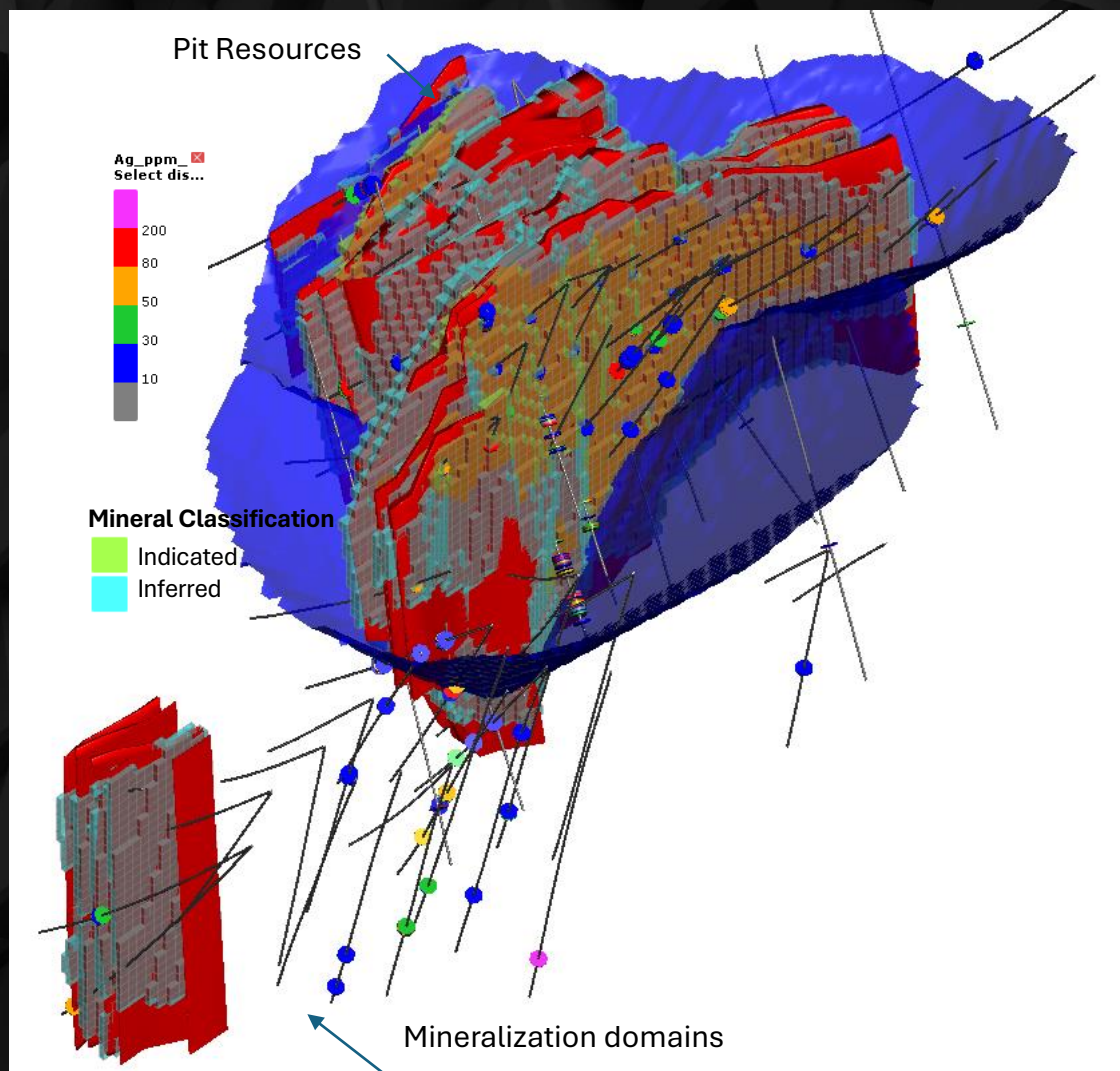 Pit Resources
Ag_ppm_
Select dis...
200
80
50
30
10
Mineral Classification
Indicated
Inferred
Mineralization domains